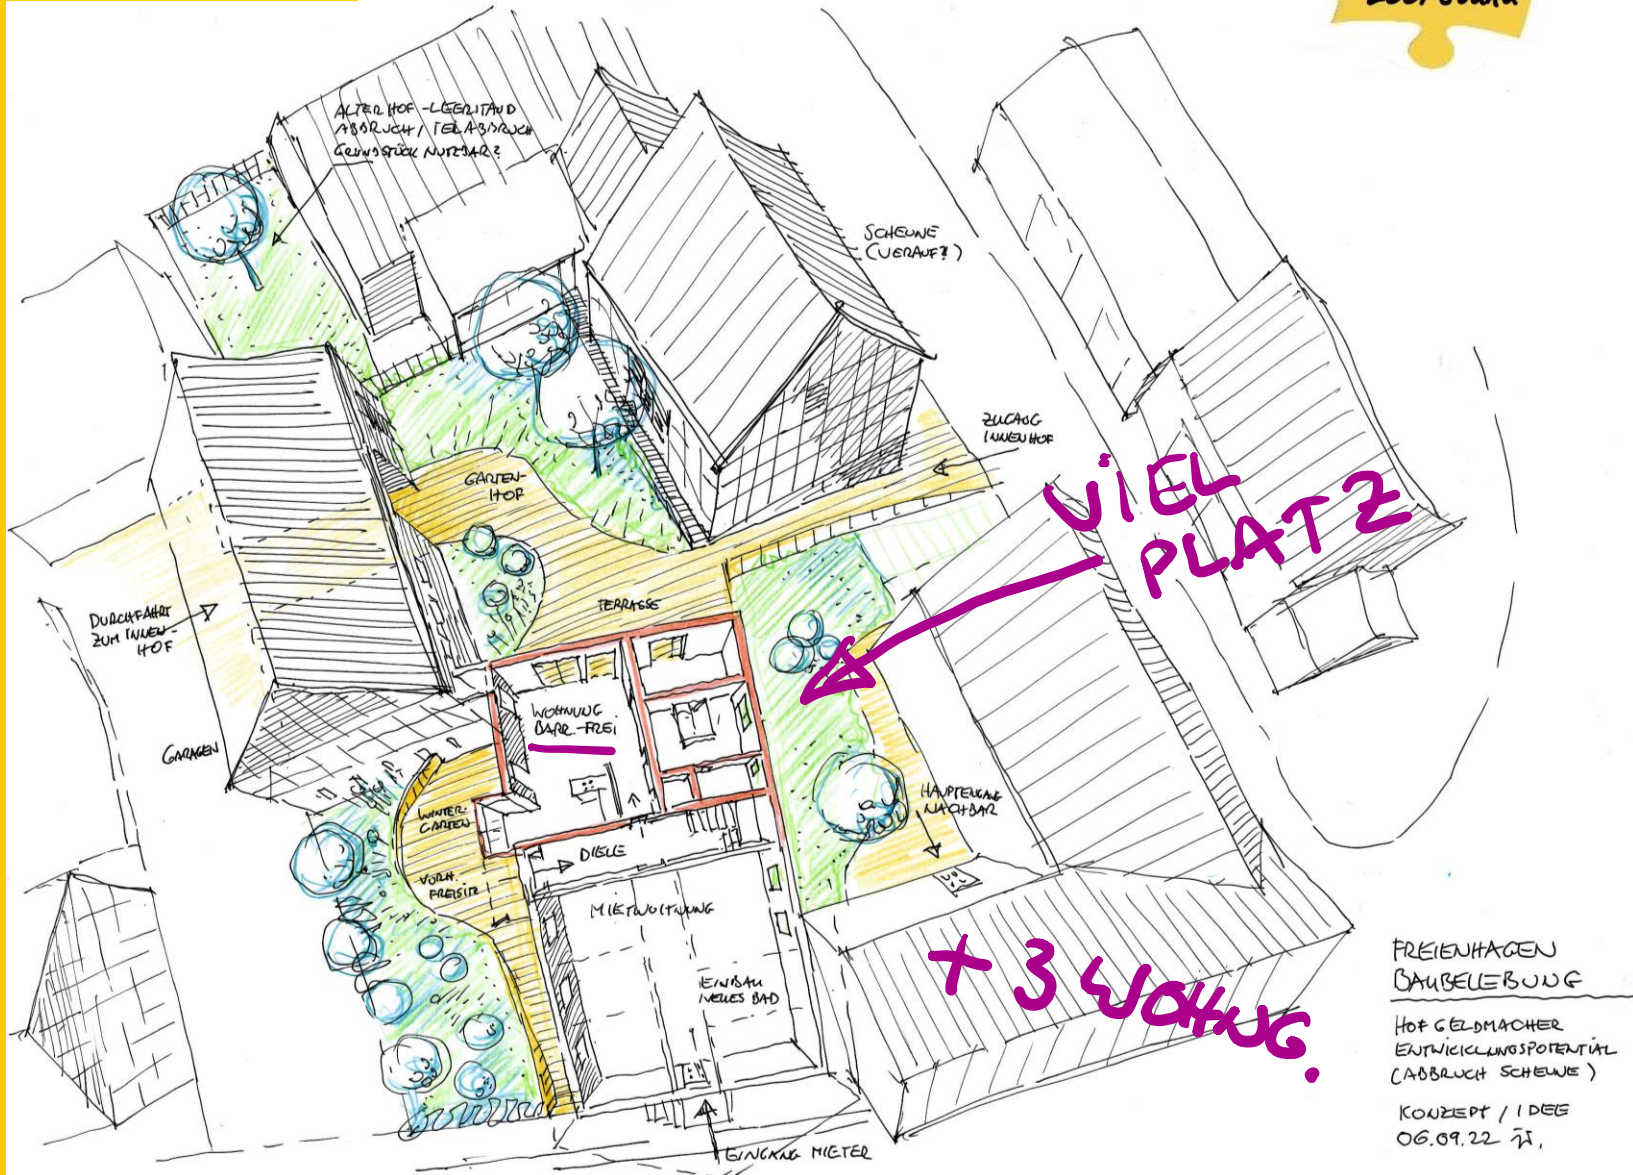 ALTER HOF - LEERSTAND
ABBRUCH / TEILABBRUCH
GRUNDSTÜCK NUTZBAR?
SCHEUNE
(VERAUF?)
ZUGANG
INNENHOF
VIEL
PLATZ
GARTEN-
HOF
TERRASSE
DURCHFAHRT
ZUM INNEN-
HOF
GARAGEN
WOHNUNG
BARR.-FREI
WINTER-
GARTEN
DIELE
VORH.
FREISITZ
HAUPTEINGANG
NACHBAR
MIETWOHNUNG
EINBAU
NEUES BAD
+ 3 WOHNG.
EINGANG MIETER
FREIENHAGEN
BAUBELEBUNG
HOF GELDMACHER
ENTWICKLUNGSPOTENTIAL
(ABBRUCH SCHEUNE)
KONZEPT / IDEE
06.09.22